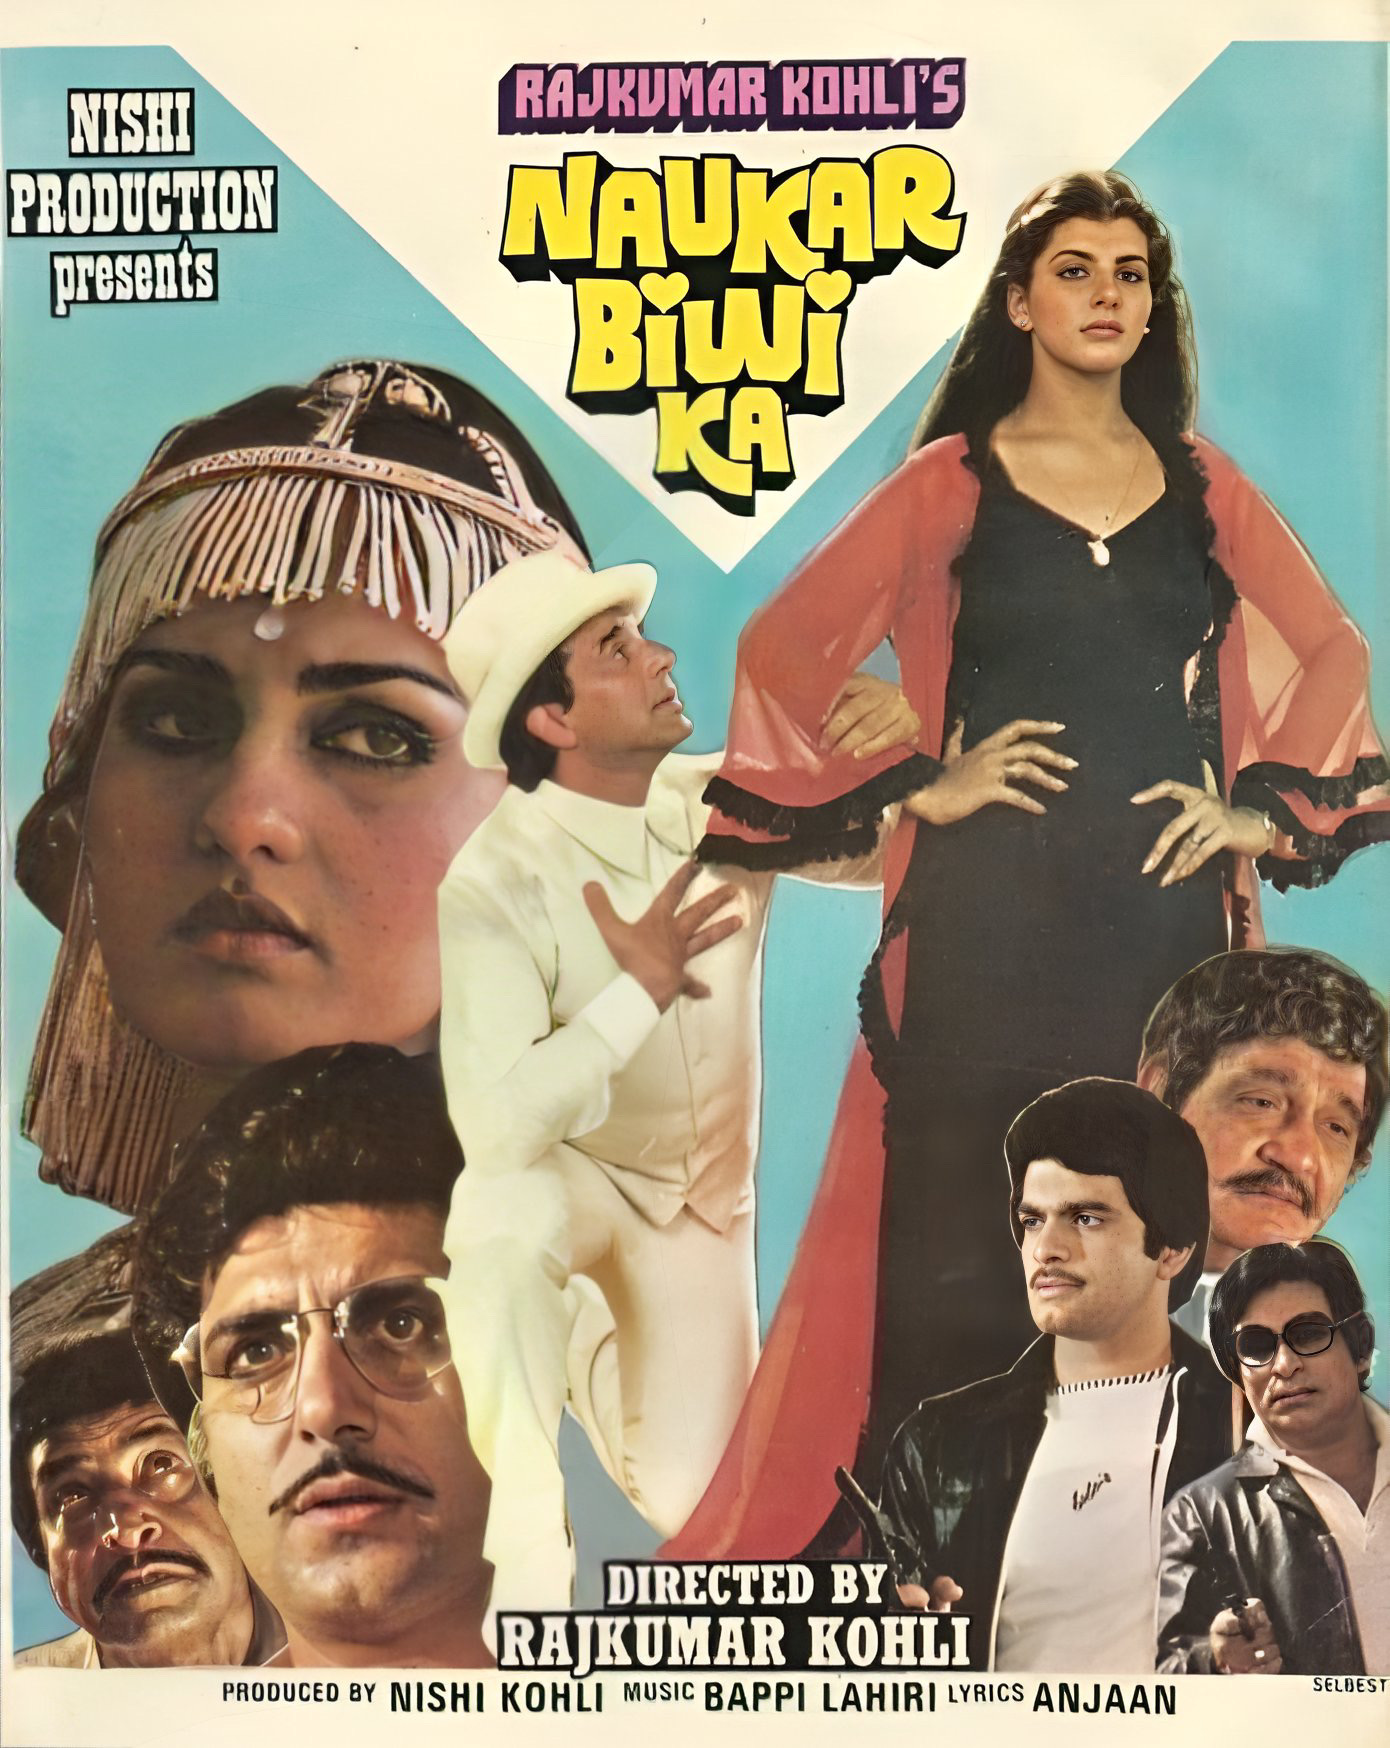 NISHI
PRODUCTION
presents
RAJKUMAR KOHLI'S
NAUKAR
BIWI
KA
DIRECTED BY
RAJKUMAR KOHLI
PRODUCED BY NISHI KOHLI MUSIC BAPPI LAHIRI LYRICS ANJAAN
SELBEST